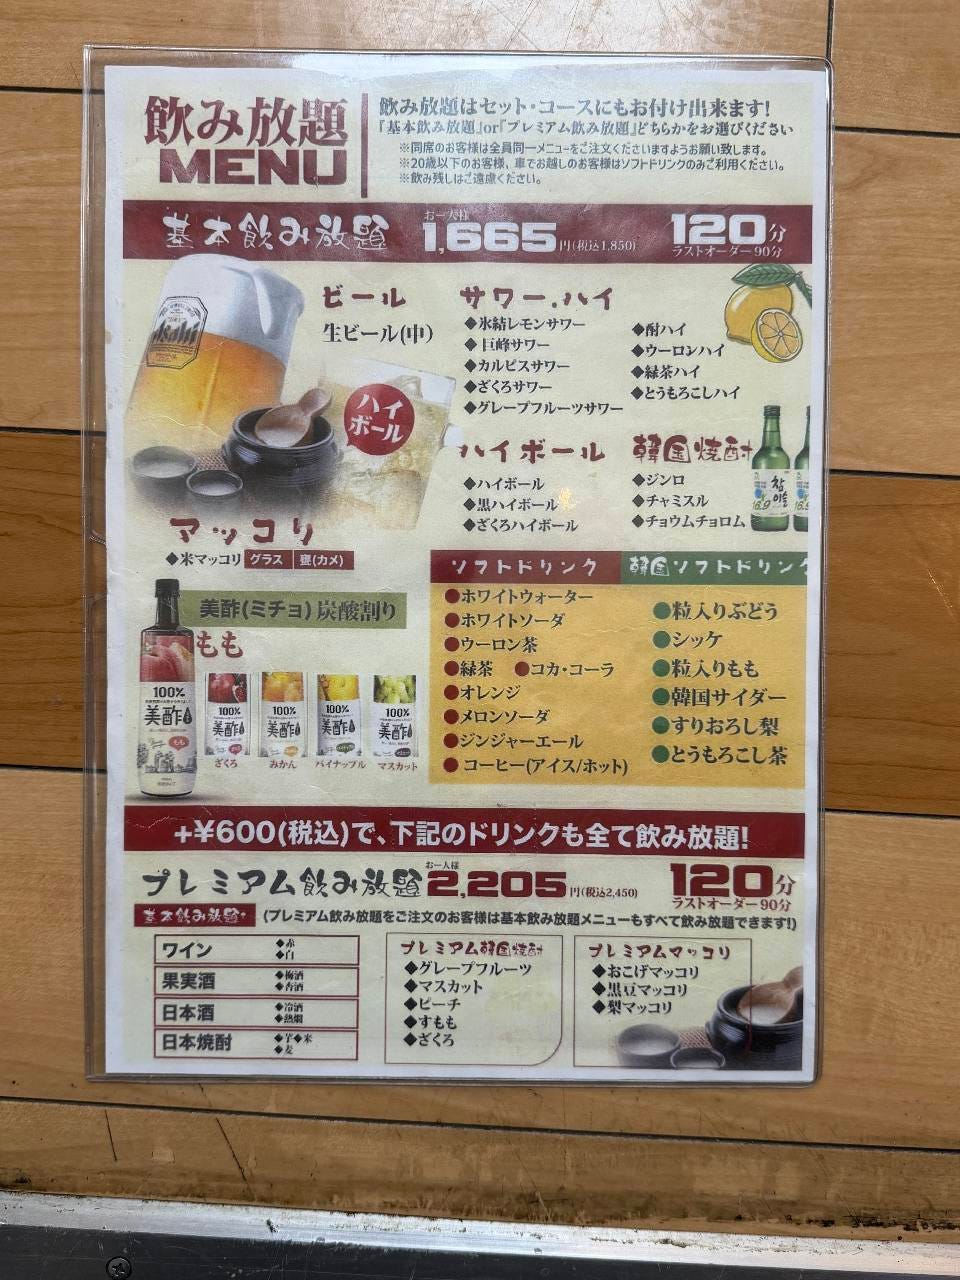 飲み放題
MENU
飲み放題はセット・コースにもお付け出来ます!
『基本飲み放題』or『プレミアム飲み放題』どちらかをお選びください
※同席のお客様は全員同一メニューをご注文くださいますようお願い致します。
※20歳以下のお客様、車でお越しのお客様はソフトドリンクのみご利用ください。
※飲み残しはご遠慮ください。
基本飲み放題
お一人様
1,665円(税込1,850)
120分
ラストオーダー90分
ビール
生ビール(中)
Asahi
ハイ
ボール
サワー.ハイ
◆氷結レモンサワー
◆巨峰サワー
◆カルピスサワー
◆ざくろサワー
◆グレープフルーツサワー
◆酎ハイ
◆ウーロンハイ
◆緑茶ハイ
◆とうもろこしハイ
ハイボール
◆ハイボール
◆黒ハイボール
◆ざくろハイボール
韓国焼酎
◆ジンロ
◆チャミスル
◆チョウムチョロム
참이슬
16.9
マッコリ
◆米マッコリ グラス 甕(カメ)
美酢(ミチョ)炭酸割り
もも
100%
美酢
もも
100%
美酢
ざくろ
100%
美酢
みかん
100%
美酢
パイナップル
100%
美酢
マスカット
ソフトドリンク
●ホワイトウォーター
●ホワイトソーダ
●ウーロン茶
●緑茶 ●コカ・コーラ
●オレンジ
●メロンソーダ
●ジンジャーエール
●コーヒー(アイス/ホット)
韓国ソフトドリンク
●粒入りぶどう
●シッケ
●粒入りもも
●韓国サイダー
●すりおろし梨
●とうもろこし茶
+¥600(税込)で、下記のドリンクも全て飲み放題!
プレミアム飲み放題
お一人様
2,205円(税込2,450)
120分
ラストオーダー90分
基本飲み放題+
(プレミアム飲み放題をご注文のお客様は基本飲み放題メニューもすべて飲み放題できます!)
ワイン
◆赤
◆白
果実酒
◆梅酒
◆杏酒
日本酒
◆冷酒
◆熱燗
日本焼酎
◆芋◆米
◆麦
プレミアム韓国焼酎
◆グレープフルーツ
◆マスカット
◆ピーチ
◆すもも
◆ざくろ
プレミアムマッコリ
◆おこげマッコリ
◆黒豆マッコリ
◆梨マッコリ